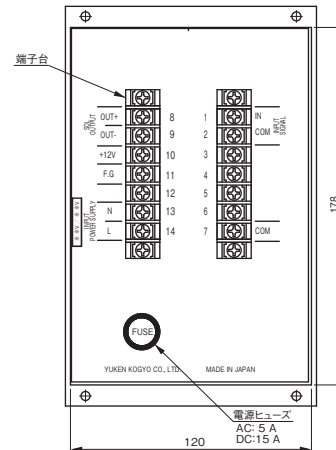 端子台
SOL
OUTPUT
OUT+
OUT-
+12V
F.G
INPUT
POWER SUPPLY
N
L
8
9
10
11
12
13
14
1
2
3
4
5
6
7
IN
COM
INPUT
SIGNAL
COM
178
FUSE
YUKEN KOGYO CO., LTD.
MADE IN JAPAN
電源ヒューズ
AC: 5 A
DC:15 A
120